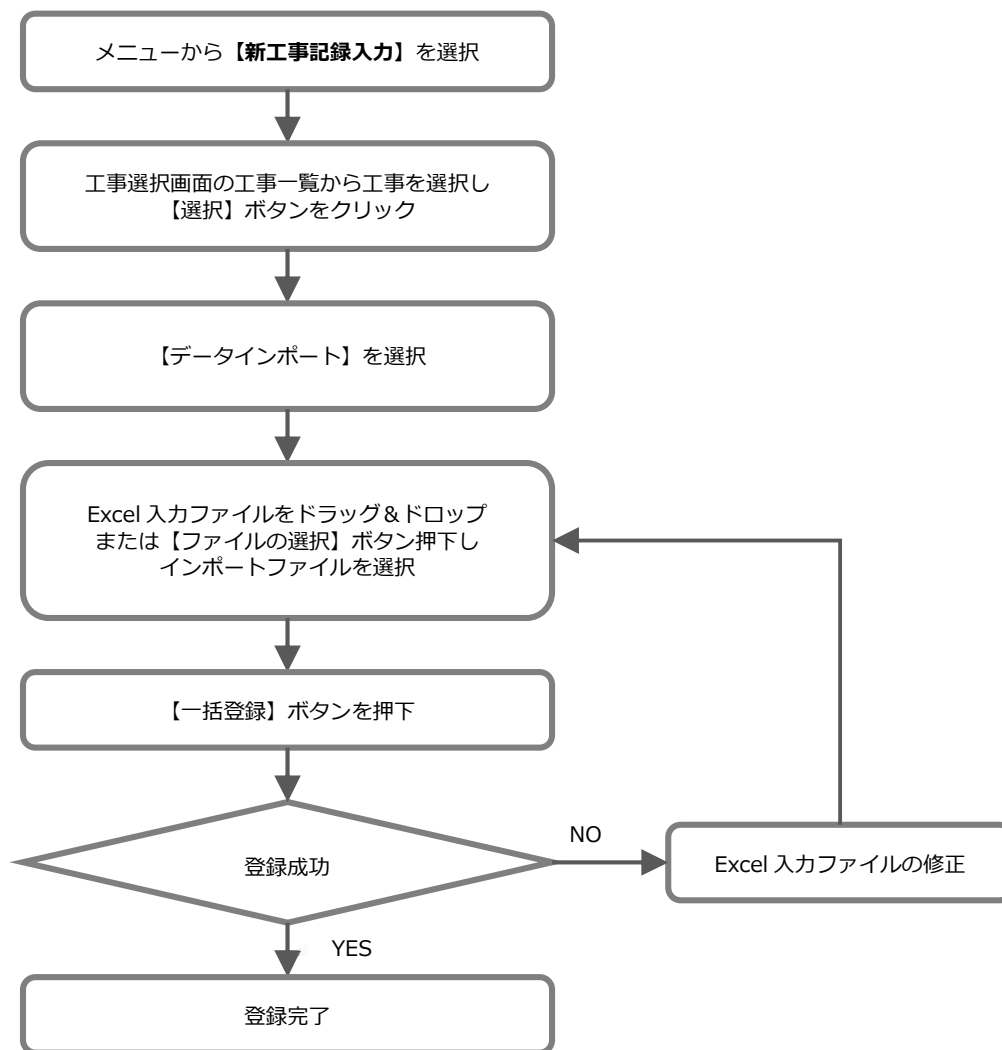 メニューから【新工事記録入力】を選択
工事選択画面の工事一覧から工事を選択し
【選択】ボタンをクリック
【データインポート】を選択
Excel 入力ファイルをドラッグ＆ドロップ
または【ファイルの選択】ボタン押下し
インポートファイルを選択
【一括登録】ボタンを押下
登録成功
NO
Excel 入力ファイルの修正
YES
登録完了